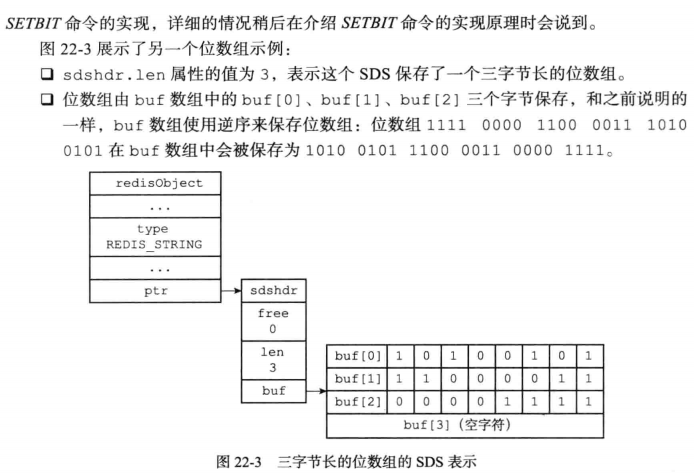 SETBIT 命令的实现，详细的情况稍后在介绍 SETBIT 命令的实现原理时会说到。
图 22-3 展示了另一个位数组示例：
❏ sdshdr.len 属性的值为 3，表示这个 SDS 保存了一个三字节长的位数组。
❏ 位数组由 buf 数组中的 buf[0]、buf[1]、buf[2] 三个字节保存，和之前说明的
一样，buf 数组使用逆序来保存位数组：位数组 1111 0000 1100 0011 1010
0101 在 buf 数组中会被保存为 1010 0101 1100 0011 0000 1111。
redisObject
...
type
REDIS_STRING
...
ptr
sdshdr
free
0
len
3
buf
buf[0] 1 0 1 0 0 1 0 1
buf[1] 1 1 0 0 0 0 1 1
buf[2] 0 0 0 0 1 1 1 1
buf[3] (空字符)
图 22-3 三字节长的位数组的 SDS 表示